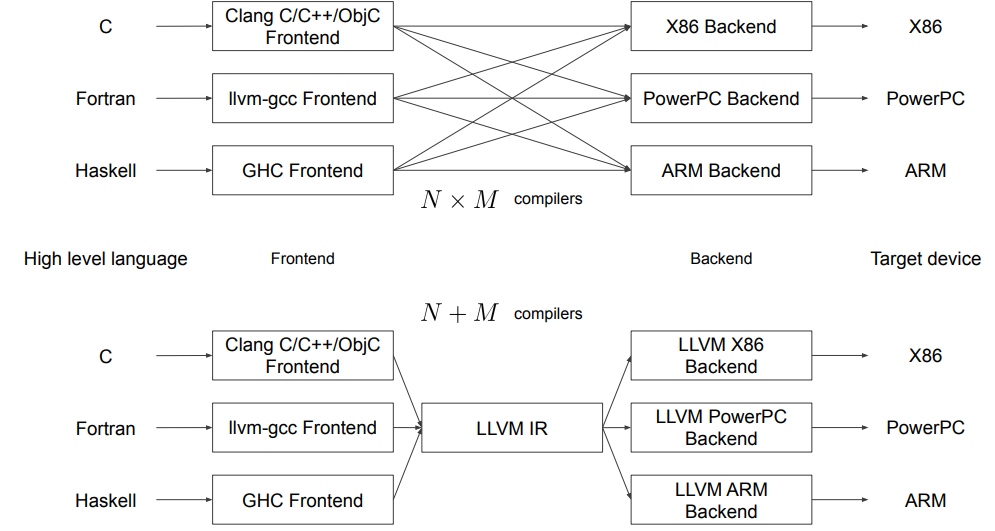 C
Clang C/C++/ObjC
Frontend
X86 Backend
X86
Fortran
llvm-gcc Frontend
PowerPC Backend
PowerPC
Haskell
GHC Frontend
ARM Backend
ARM
N × M compilers
High level language
Frontend
Backend
Target device
N + M compilers
C
Clang C/C++/ObjC
Frontend
LLVM X86
Backend
X86
Fortran
llvm-gcc Frontend
LLVM IR
LLVM PowerPC
Backend
PowerPC
Haskell
GHC Frontend
LLVM ARM
Backend
ARM